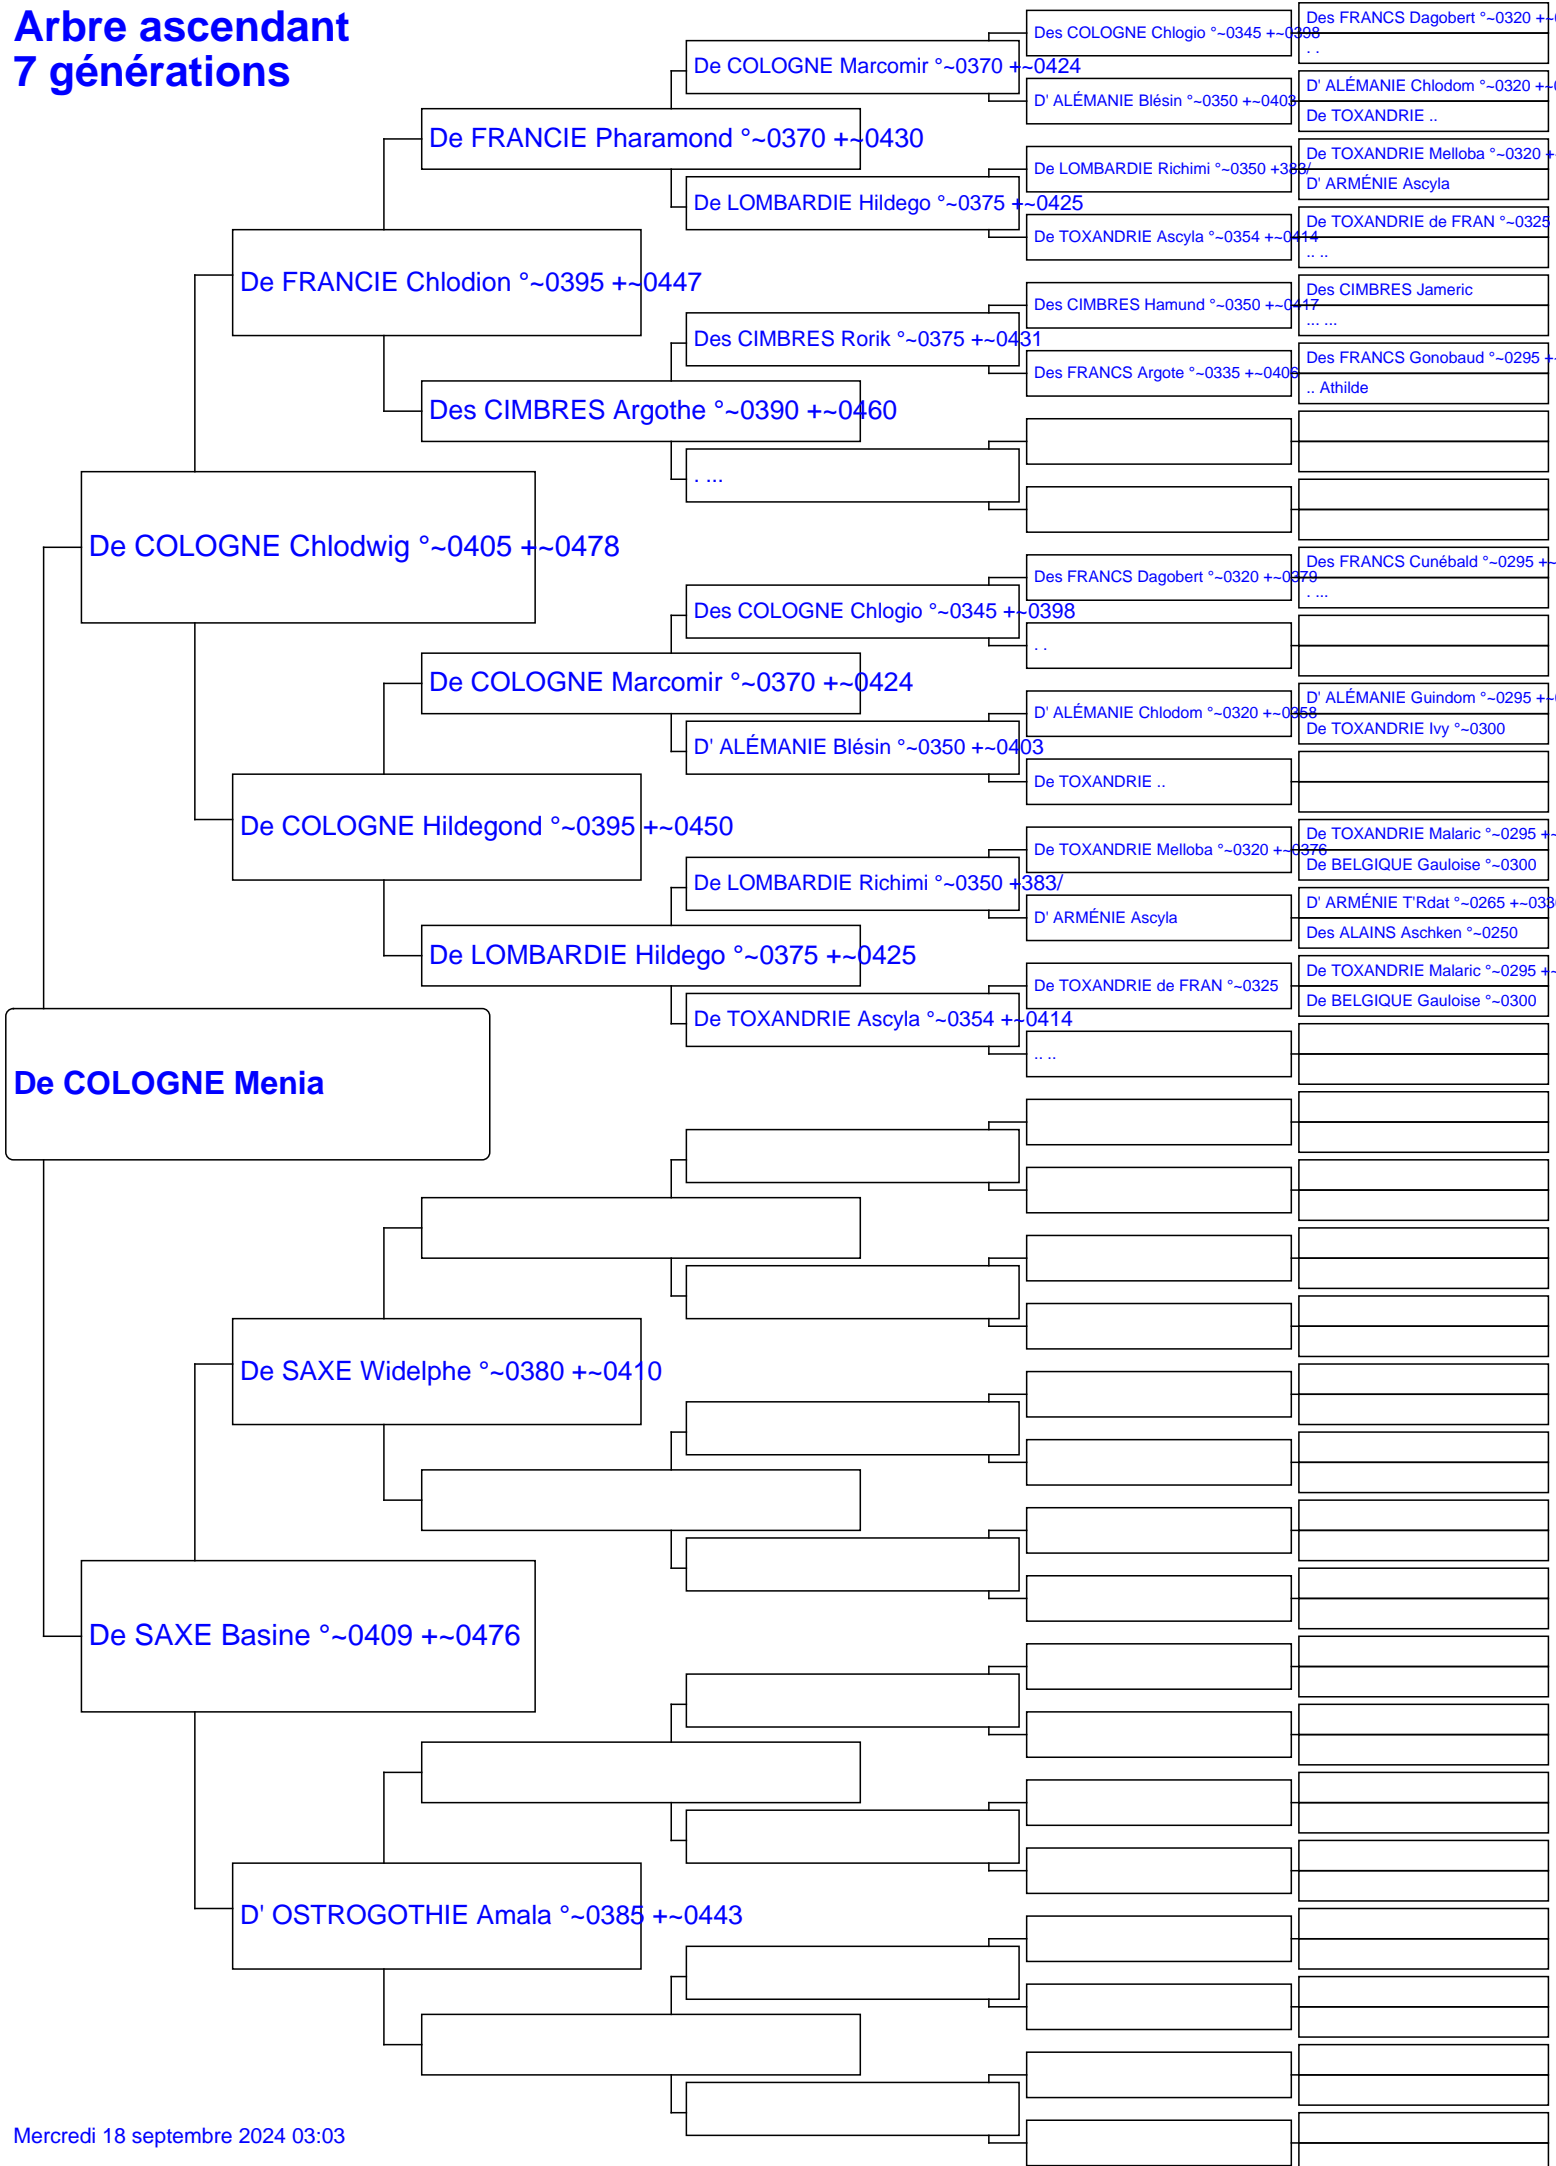 Arbre ascendant
7 générations
Des FRANCS Dagobert °~0320 +~0
. .
Des COLOGNE Chlogio °~0345 +~0398
De COLOGNE Marcomir °~0370 +~0424
D' ALÉMANIE Chlodom °~0320 +~0
D' ALÉMANIE Blésin °~0350 +~0403
De TOXANDRIE ..
De FRANCIE Pharamond °~0370 +~0430
De TOXANDRIE Melloba °~0320 +
De LOMBARDIE Richimi °~0350 +383/
D' ARMÉNIE Ascyla
De LOMBARDIE Hildego °~0375 +~0425
De TOXANDRIE de FRAN °~0325
De TOXANDRIE Ascyla °~0354 +~0414
.. ..
De FRANCIE Chlodion °~0395 +~0447
Des CIMBRES Jameric
Des CIMBRES Hamund °~0350 +~0417
... ...
Des CIMBRES Rorik °~0375 +~0431
Des FRANCS Gonobaud °~0295 +~
Des FRANCS Argote °~0335 +~0406
.. Athilde
Des CIMBRES Argothe °~0390 +~0460
. ...
De COLOGNE Chlodwig °~0405 +~0478
Des FRANCS Cunébald °~0295 +~
Des FRANCS Dagobert °~0320 +~0379
. ...
Des COLOGNE Chlogio °~0345 +~0398
. .
De COLOGNE Marcomir °~0370 +~0424
D' ALÉMANIE Guindom °~0295 +~0
D' ALÉMANIE Chlodom °~0320 +~0358
De TOXANDRIE Ivy °~0300
D' ALÉMANIE Blésin °~0350 +~0403
De TOXANDRIE ..
De COLOGNE Hildegond °~0395 +~0450
De TOXANDRIE Malaric °~0295 +~
De TOXANDRIE Melloba °~0320 +~0376
De BELGIQUE Gauloise °~0300
De LOMBARDIE Richimi °~0350 +383/
D' ARMÉNIE T'Rdat °~0265 +~033
D' ARMÉNIE Ascyla
Des ALAINS Aschken °~0250
De LOMBARDIE Hildego °~0375 +~0425
De TOXANDRIE Malaric °~0295 +~
De TOXANDRIE de FRAN °~0325
De BELGIQUE Gauloise °~0300
De TOXANDRIE Ascyla °~0354 +~0414
.. ..
De COLOGNE Menia
De SAXE Widelphe °~0380 +~0410
De SAXE Basine °~0409 +~0476
D' OSTROGOTHIE Amala °~0385 +~0443
Mercredi 18 septembre 2024 03:03